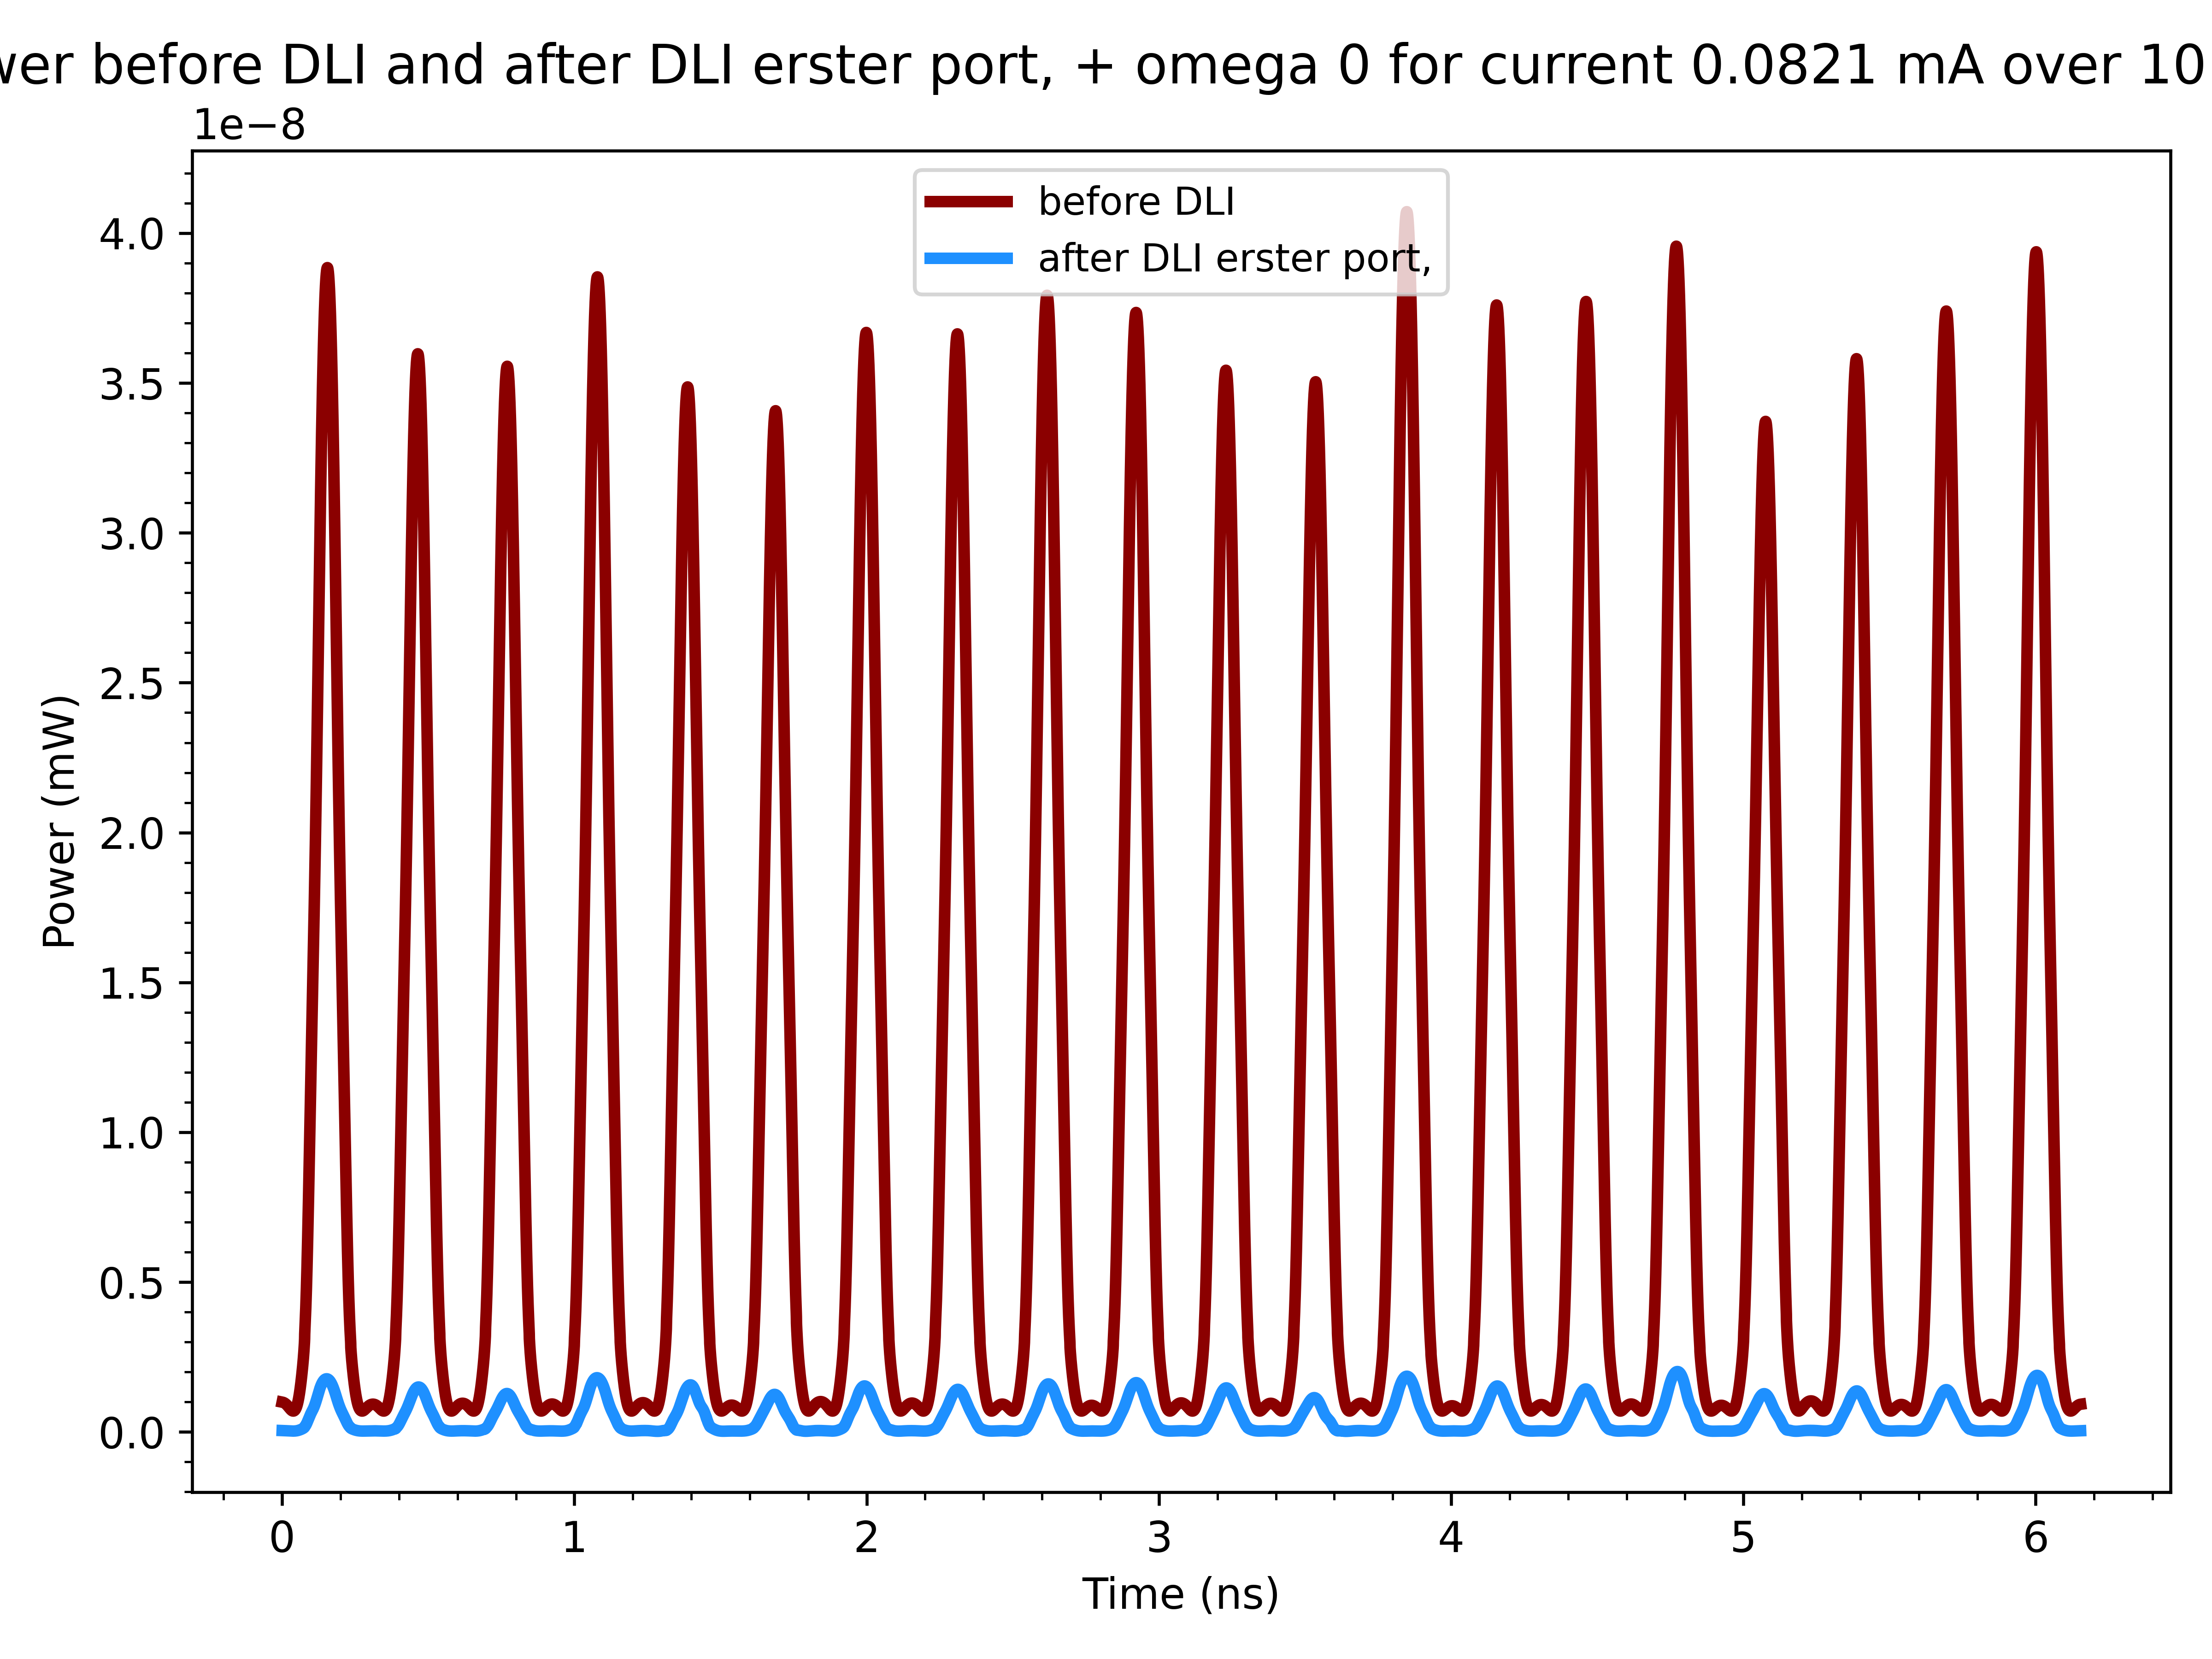 before DLI and after DLI erster port, + omega 0 for current 0.0821 mA over 10
1e−8
before DLI
after DLI erster port,
4.0
3.5
3.0
2.5
2.0
1.5
1.0
0.5
0.0
Power (mW)
0 1 2 3 4 5 6
Time (ns)